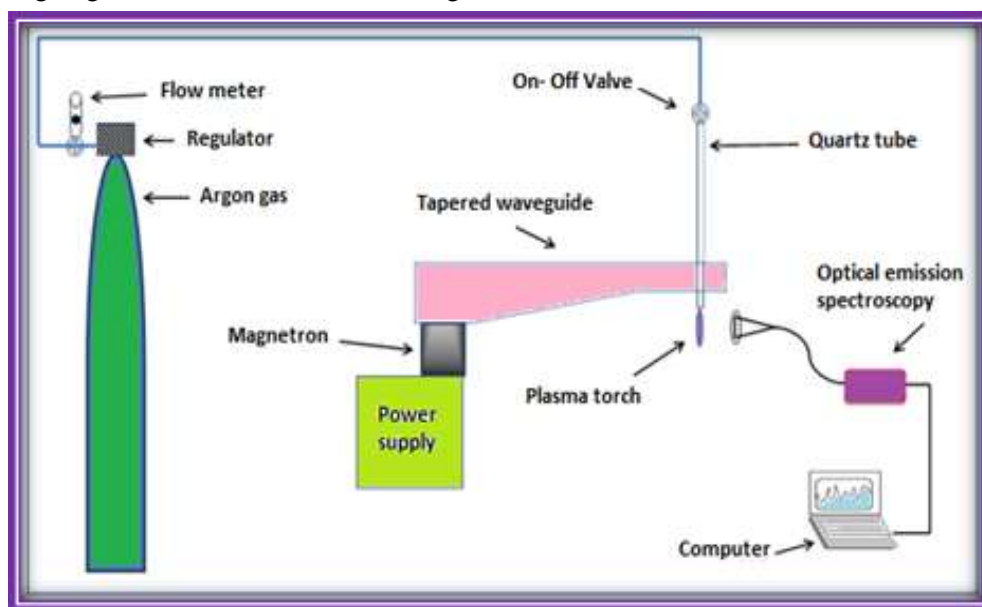 Flow meter
Regulator
Argon gas
On- Off Valve
Quartz tube
Tapered waveguide
Optical emission
spectroscopy
Magnetron
Plasma torch
Power
supply
Computer